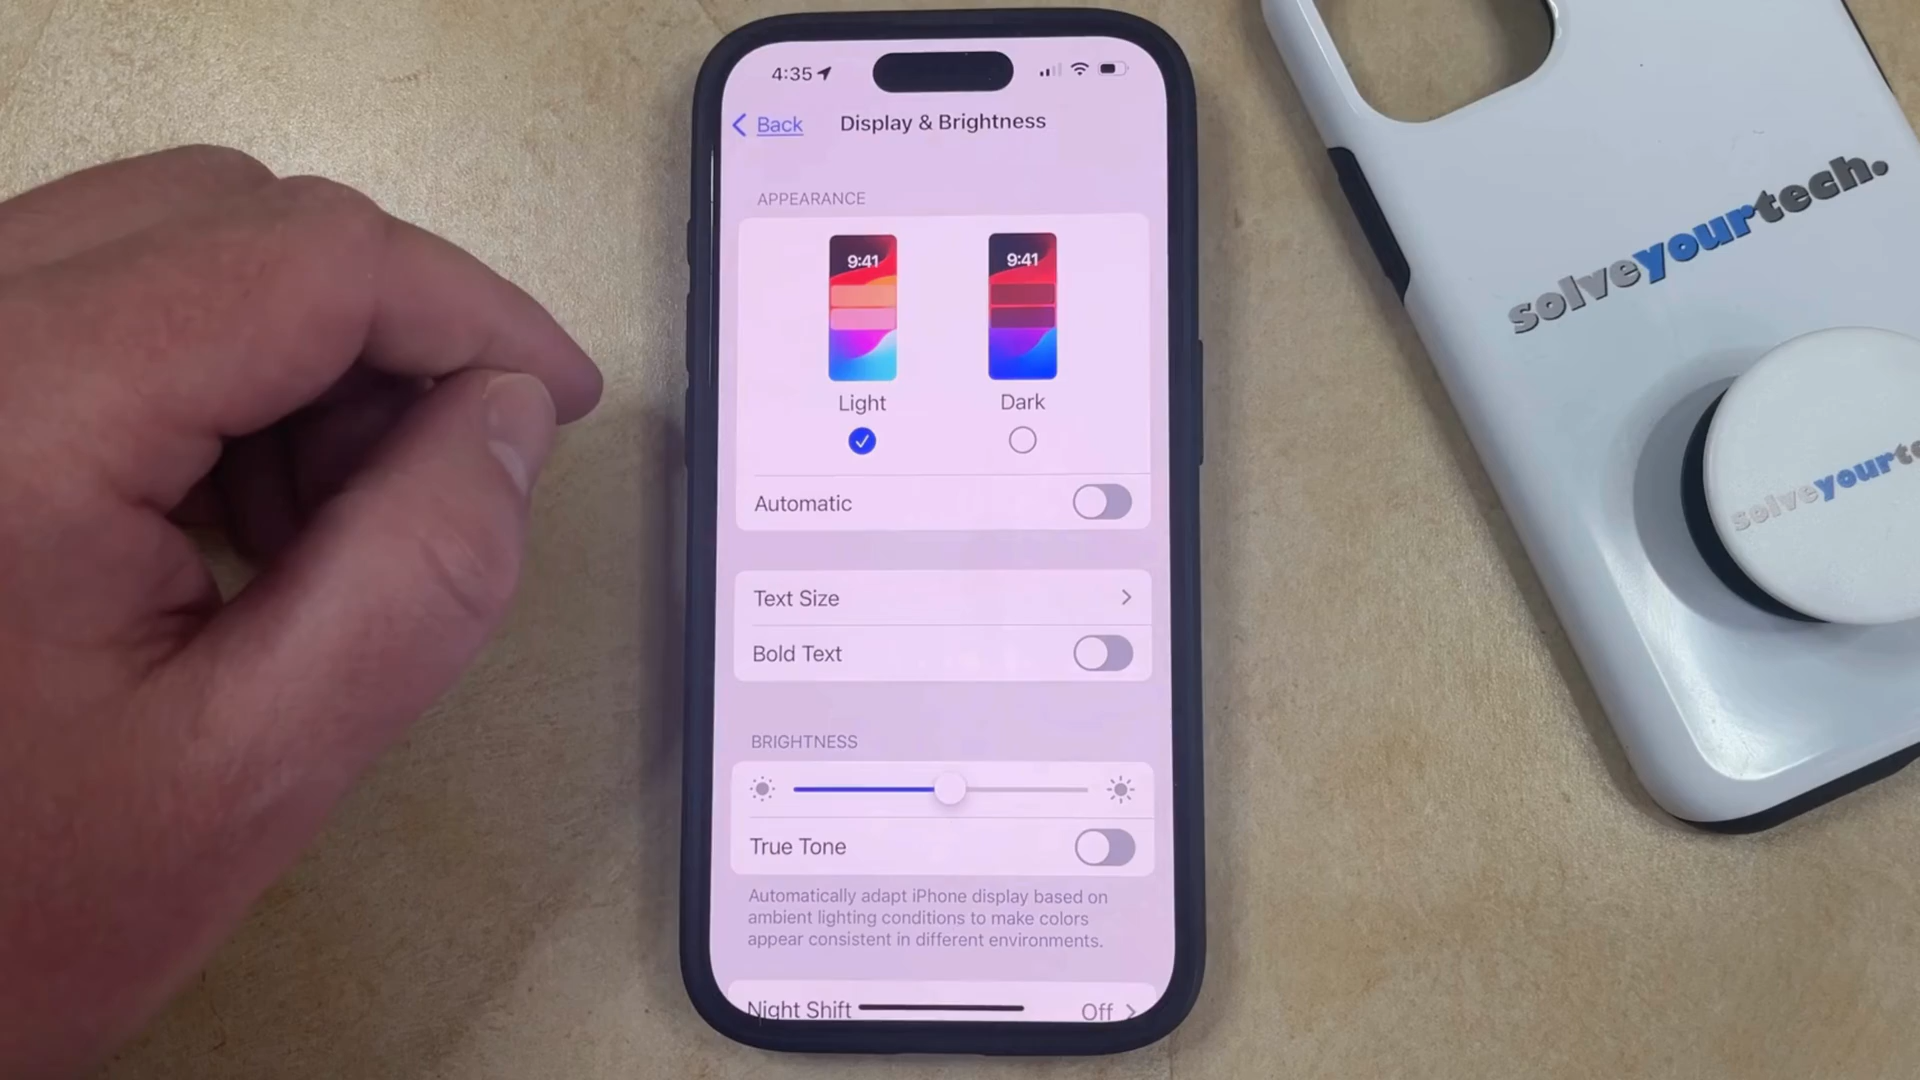 4:35
Back
Display & Brightness
APPEARANCE
9:41
9:41
Light
Dark
Automatic
Text Size
Bold Text
BRIGHTNESS
True Tone
Automatically adapt iPhone display based on
ambient lighting conditions to make colors
appear consistent in different environments.
Night Shift
Off
solveyourtech.
solveyourte